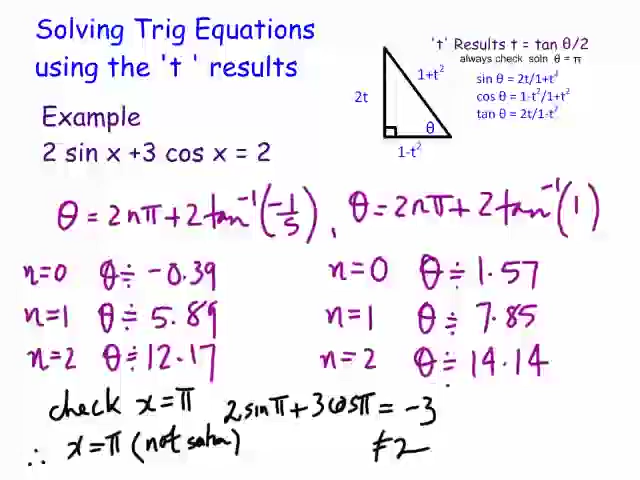 Solving Trig Equations
using the 't ' results
't' Results t = tan θ/2
always check soln θ = π
sin θ = 2t/1+t²
cos θ = 1-t²/1+t²
tan θ = 2t/1-t²
2t
1+t²
θ
1-t²
Example
2 sin x +3 cos x = 2
θ = 2nπ + 2tan⁻¹(-1/5), θ = 2nπ + 2tan⁻¹(1)
n=0 θ ≑ -0.39
n=1 θ ≑ 5.89
n=2 θ ≑ 12.17
n=0 θ ≑ 1.57
n=1 θ ≑ 7.85
n=2 θ ≑ 14.14
check x=π 2sinπ+3cosπ = -3
∴ x=π (not soln) ≠2